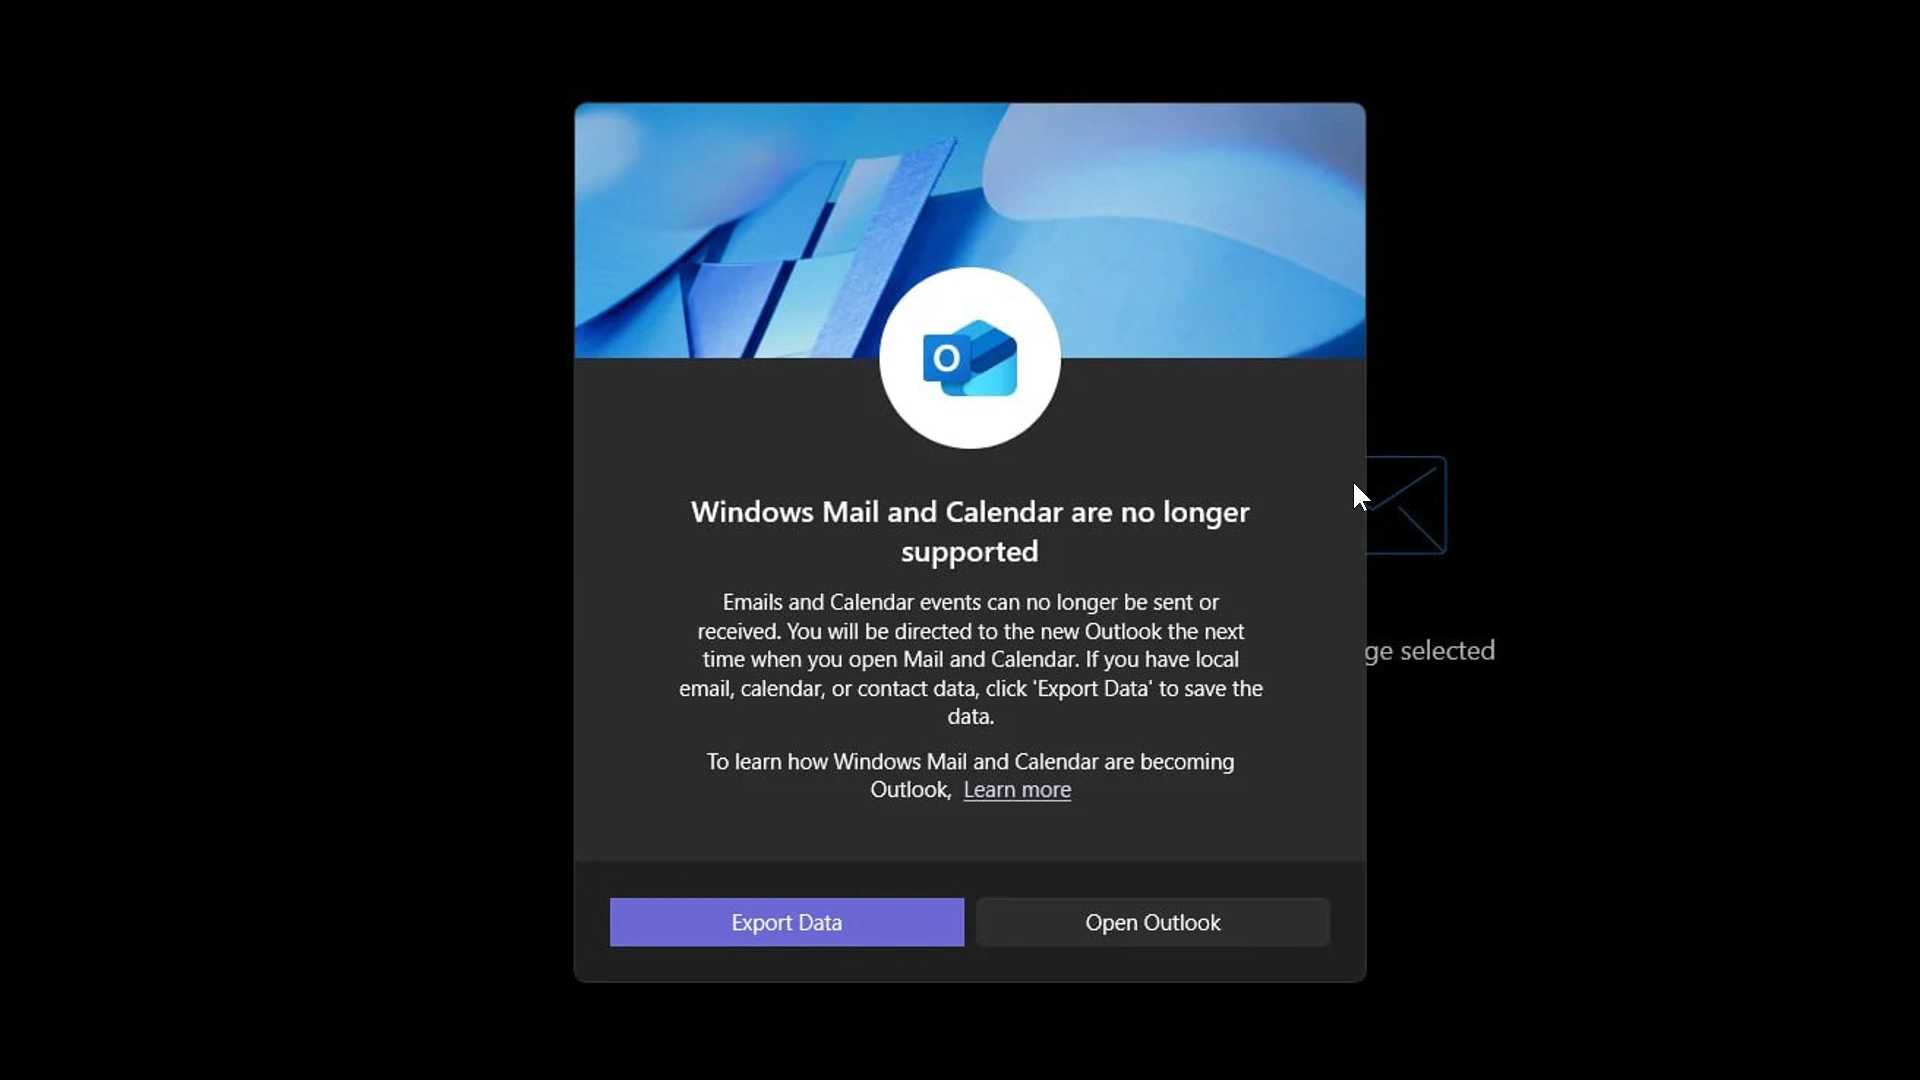 O
Windows Mail and Calendar are no longer
supported
Emails and Calendar events can no longer be sent or
received. You will be directed to the new Outlook the next
time when you open Mail and Calendar. If you have local
email, calendar, or contact data, click 'Export Data' to save the
data.
ge selected
To learn how Windows Mail and Calendar are becoming
Outlook, Learn more
Export Data
Open Outlook